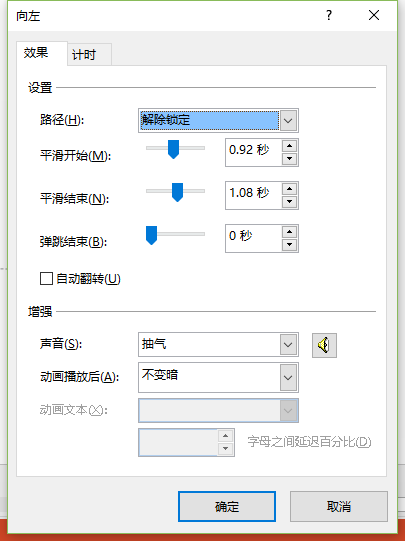 向左
? ×
效果 计时
设置
路径(H): 解除锁定
平滑开始(M): 0.92 秒
平滑结束(N): 1.08 秒
弹跳结束(B): 0 秒
自动翻转(U)
增强
声音(S): 抽气
动画播放后(A): 不变暗
动画文本(X):
字母之间延迟百分比(D)
确定 取消